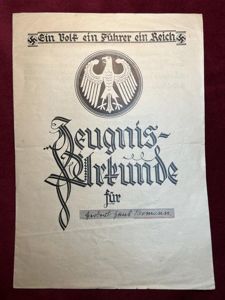 Ein Volk ein Führer ein Reich
Zeugnis-
Urkunde
für